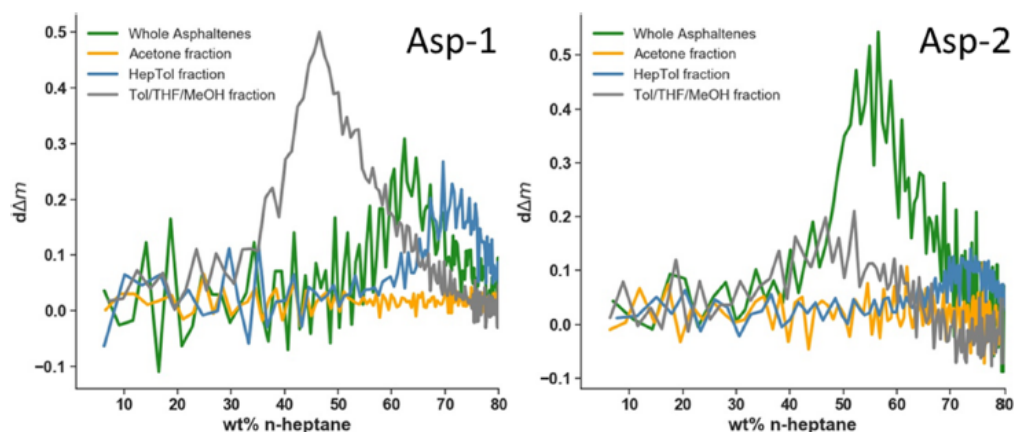 Asp-1
Whole Asphaltenes
Acetone fraction
HepTol fraction
Tol/THF/MeOH fraction
0.5
0.4
0.3
0.2
0.1
0.0
−0.1
dΔm
10 20 30 40 50 60 70 80
wt% n-heptane
Asp-2
Whole Asphaltenes
Acetone fraction
HepTol fraction
Tol/THF/MeOH fraction
0.5
0.4
0.3
0.2
0.1
0.0
−0.1
dΔm
10 20 30 40 50 60 70 80
wt% n-heptane